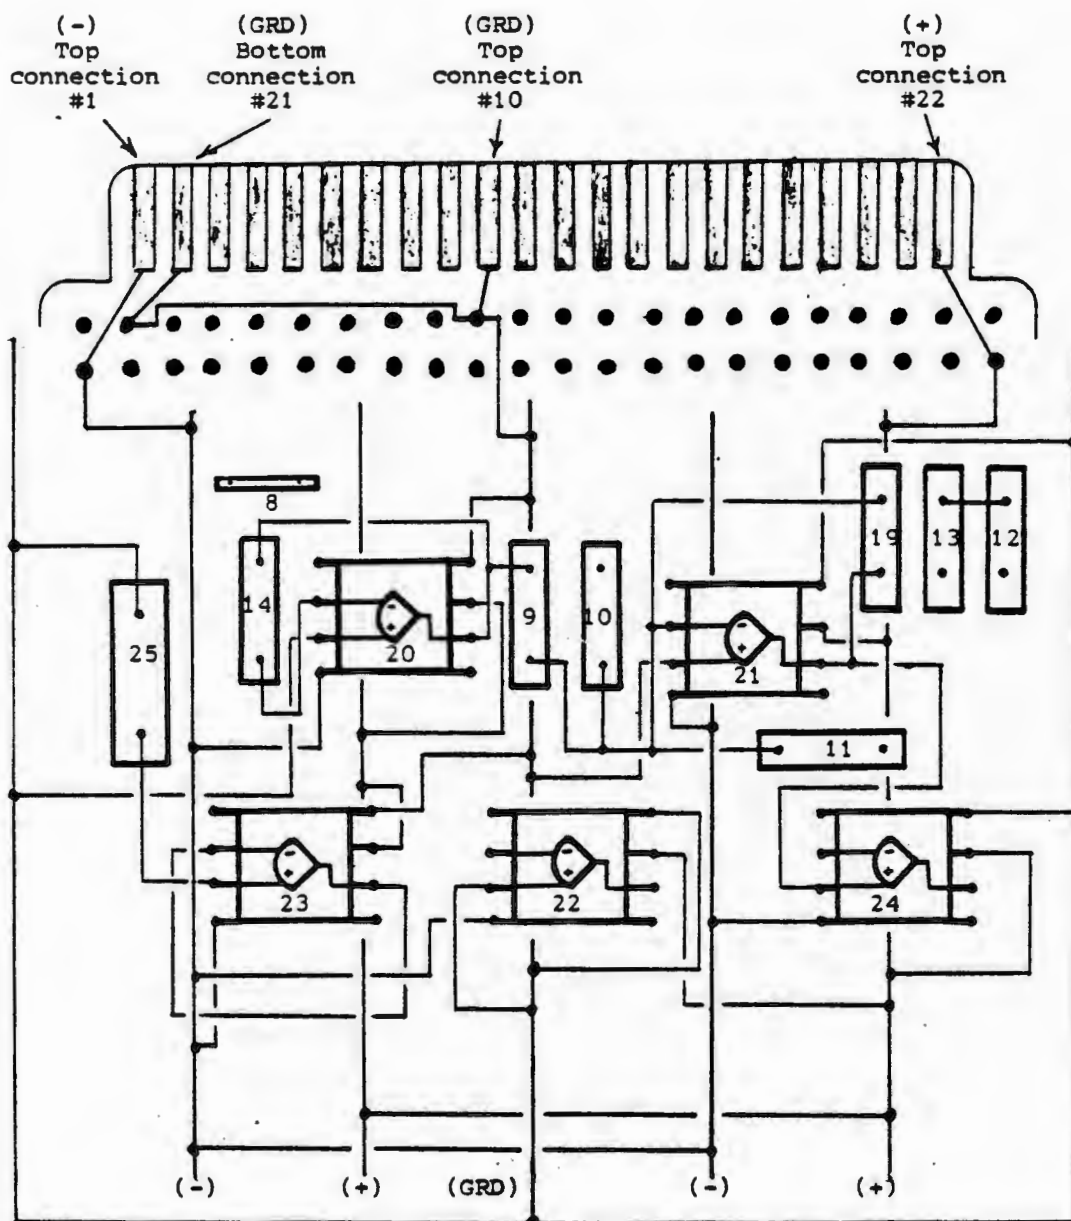 (-) (GRD) (GRD) (+)
Top Bottom Top Top
connection connection connection connection
#1 #21 #10 #22
8
19 13 12
14 9 10
25 20 21
11
- + - + - + - + - +
23 22 24
(-) (+) (GRD) (-) (+)